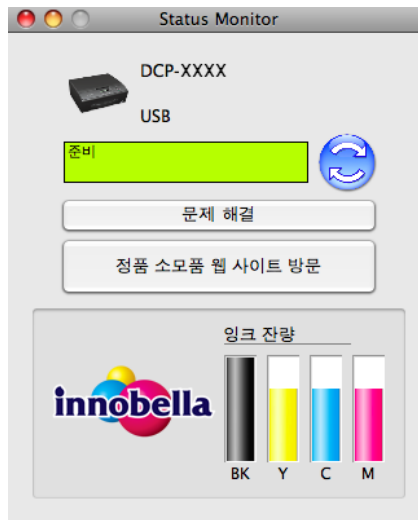 Status Monitor
DCP-XXXX
USB
준비
문제 해결
정품 소모품 웹 사이트 방문
잉크 잔량
innobella
BK Y C M